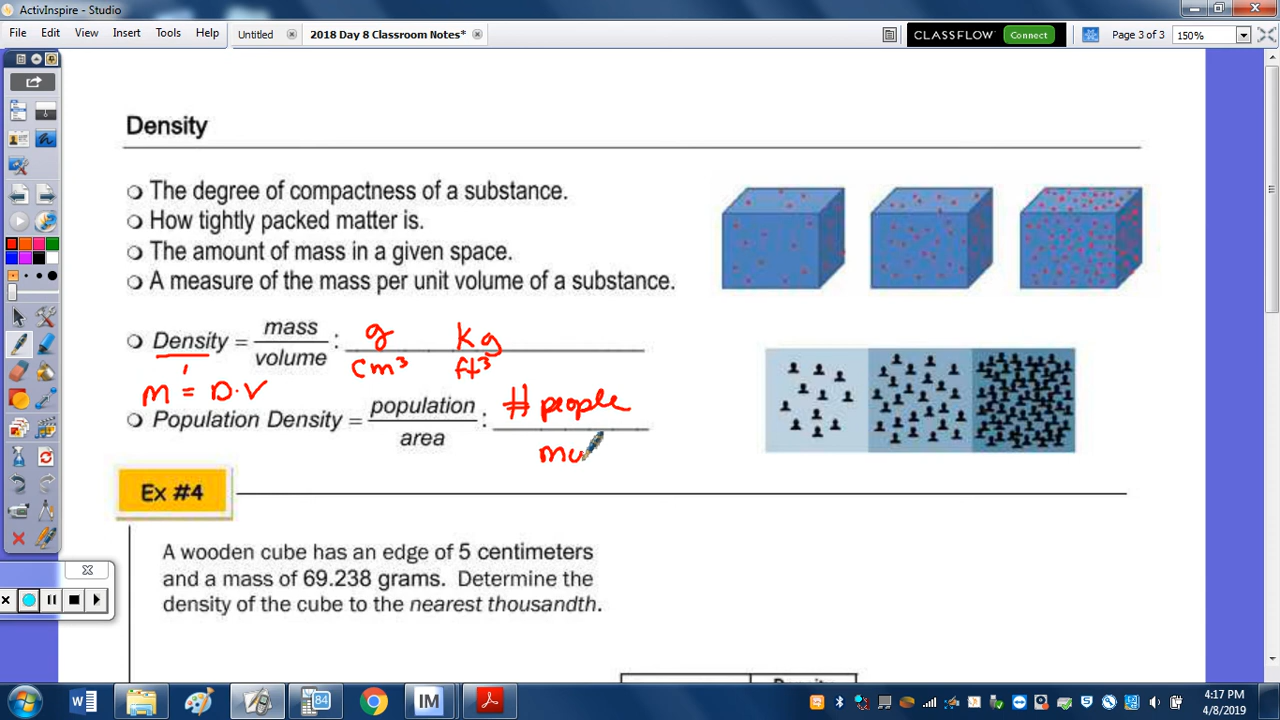 ActivInspire - Studio
File Edit View Insert Tools Help
Untitled
2018 Day 8 Classroom Notes*
CLASSFLOW Connect
Page 3 of 3
150%
Density
The degree of compactness of a substance.
How tightly packed matter is.
The amount of mass in a given space.
A measure of the mass per unit volume of a substance.
Density = mass / volume : g / cm³ kg / ft³
M = D·V
Population Density = population / area : # people /
Ex #4
A wooden cube has an edge of 5 centimeters
and a mass of 69.238 grams. Determine the
density of the cube to the nearest thousandth.
84
IM
4:17 PM
4/8/2019